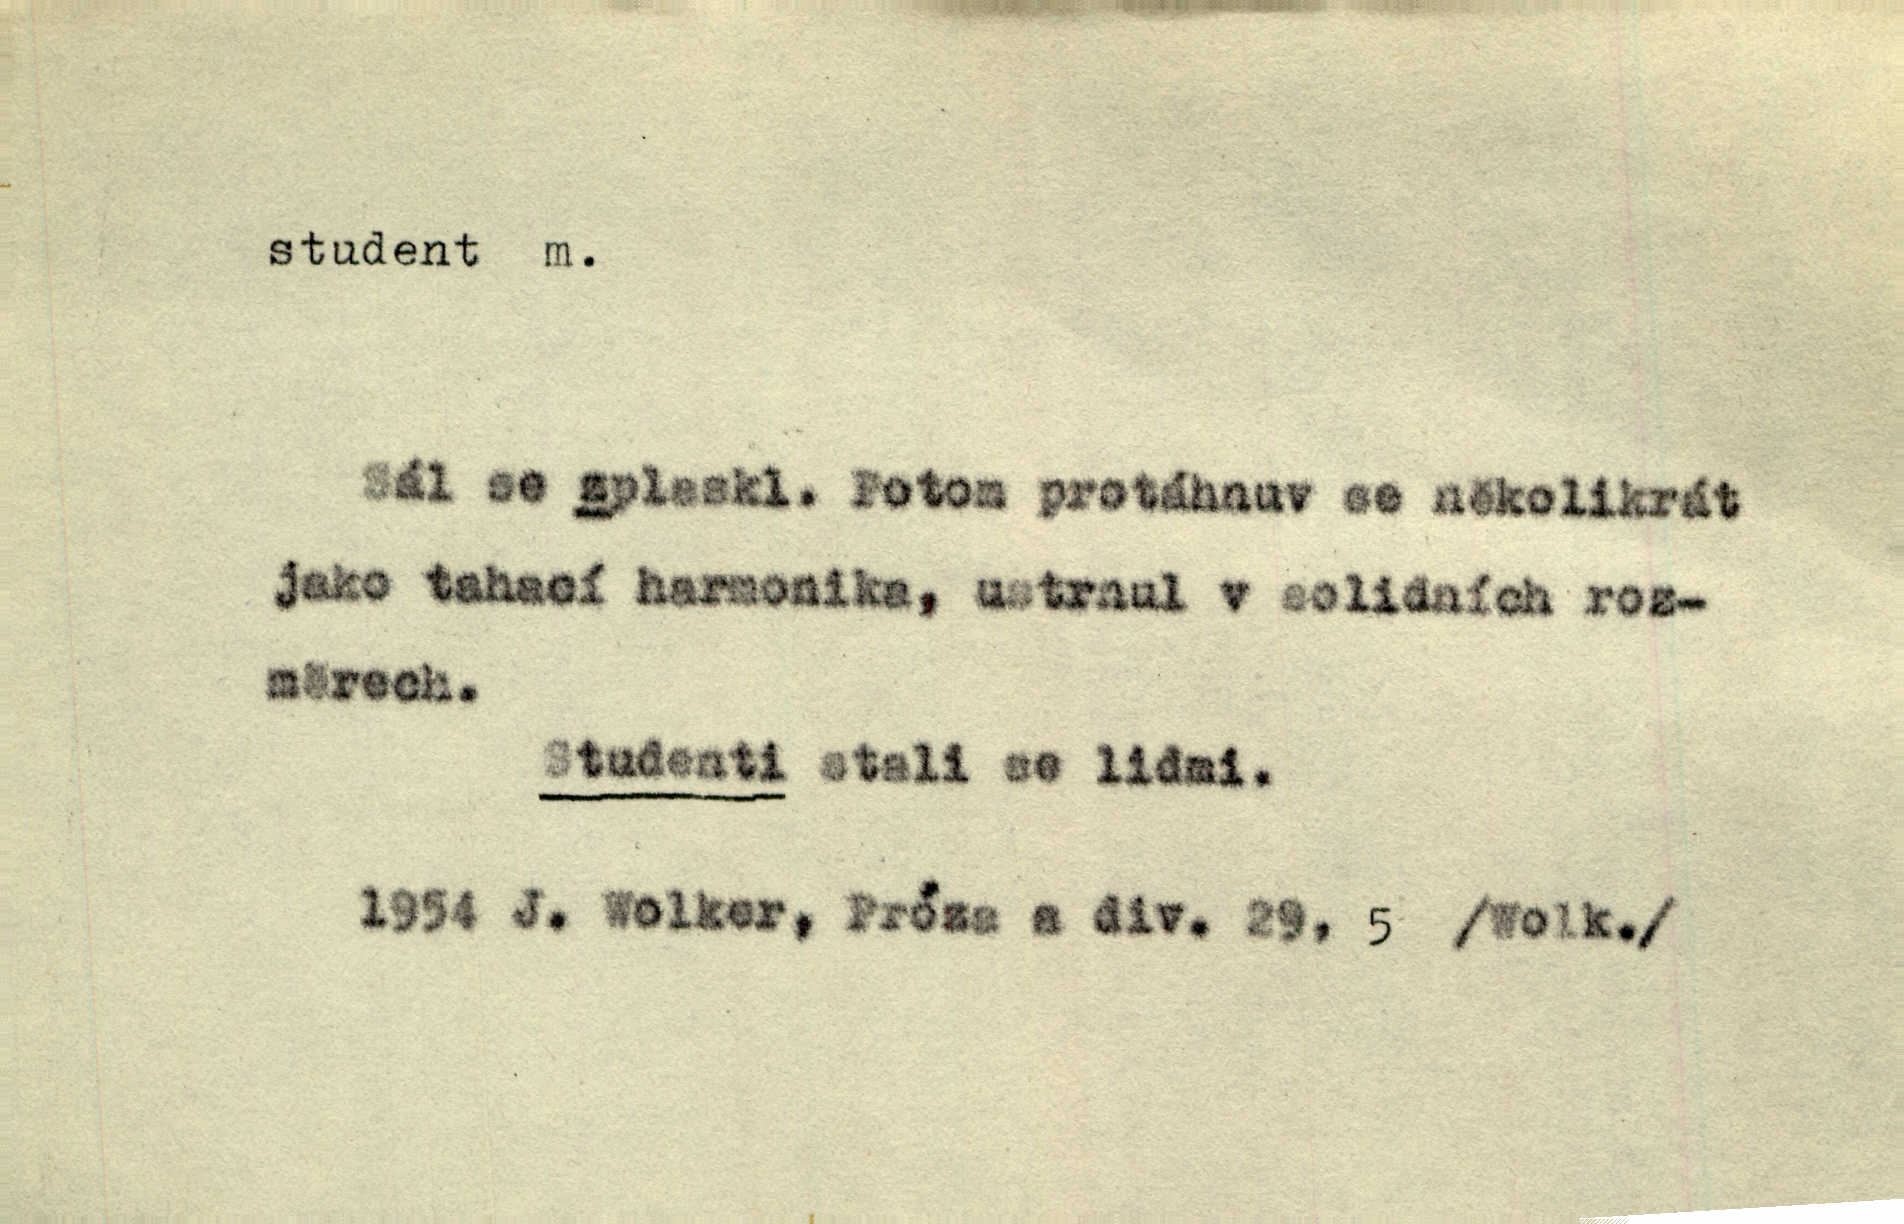 student m.
Sál se spleskl. Potom protáhnuv se několikrát
jako tahací harmonika, ustrnul v solidních roz-
měrech.
Studenti stali se lidmi.
1954 J. Wolker, Próza a div. 29, 5 /Wolk./